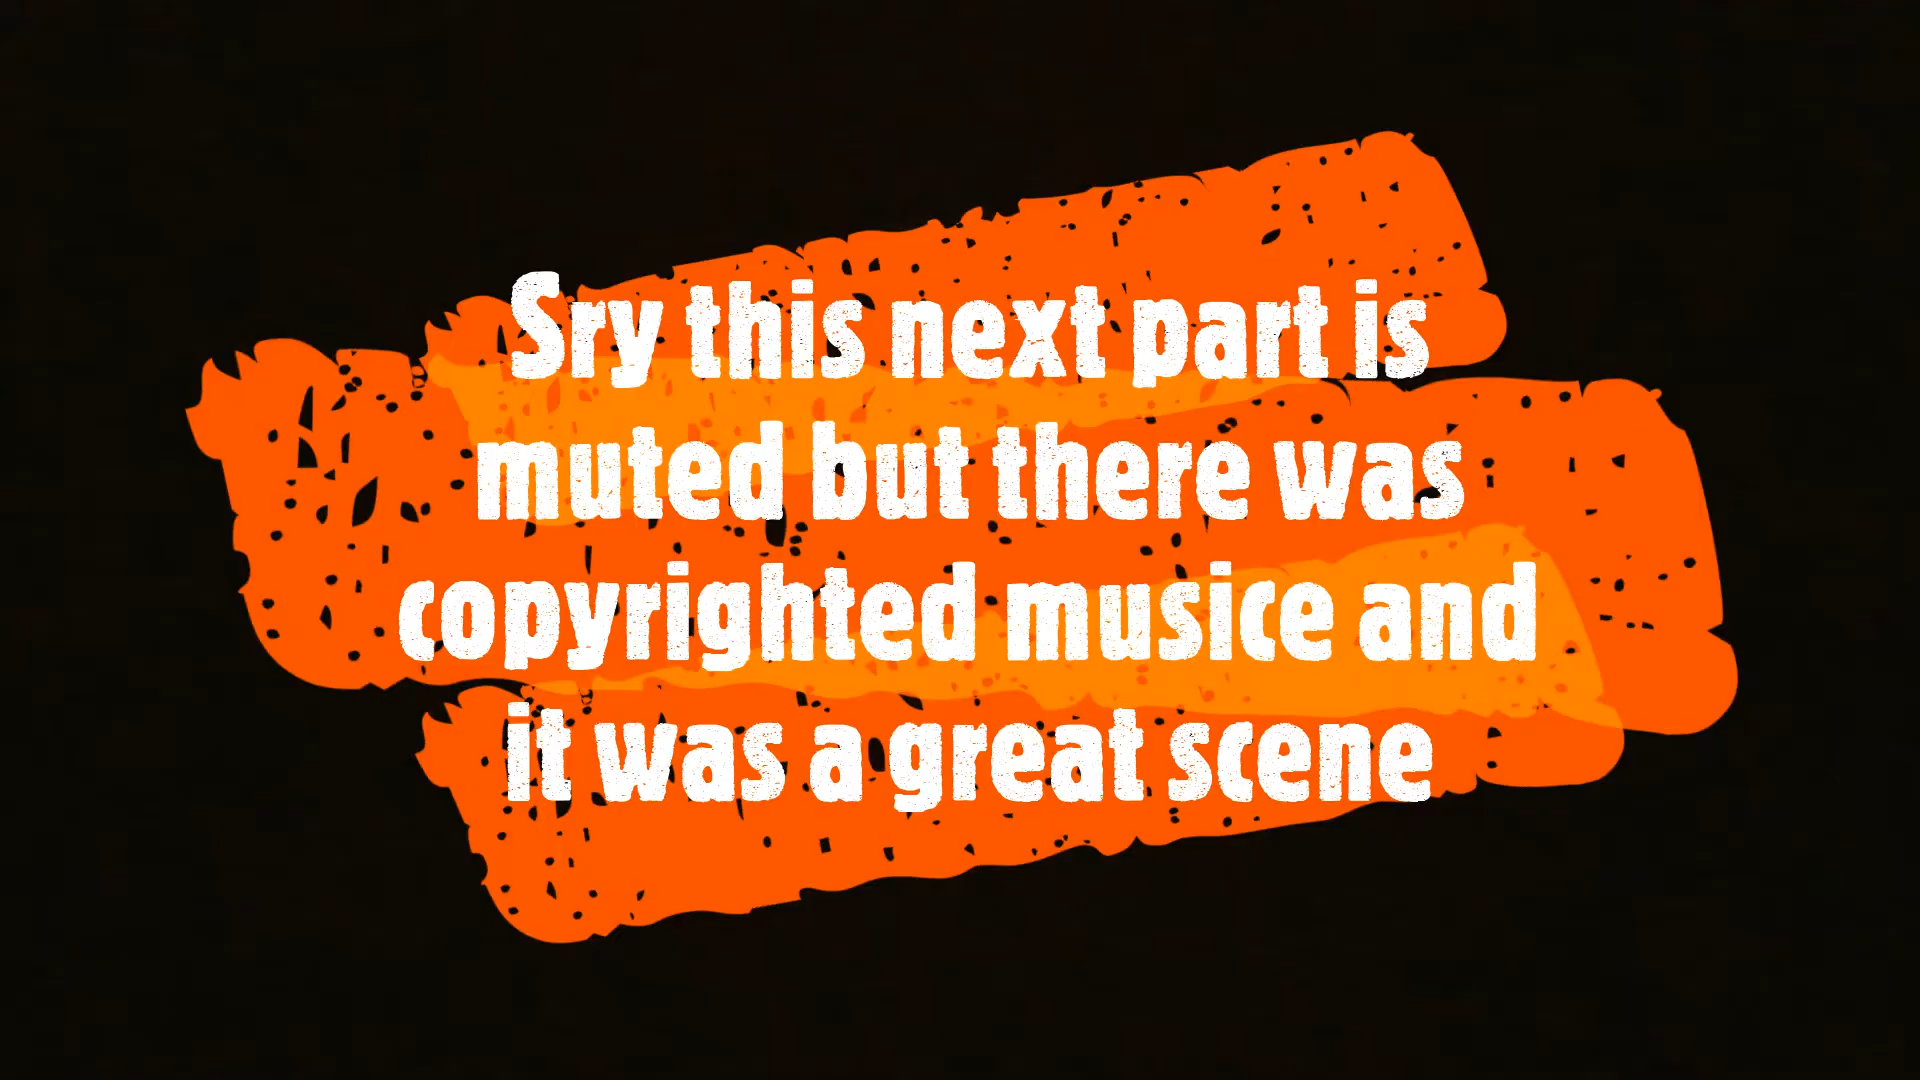 Sry this next part is
muted but there was
copyrighted musice and
it was a great scene